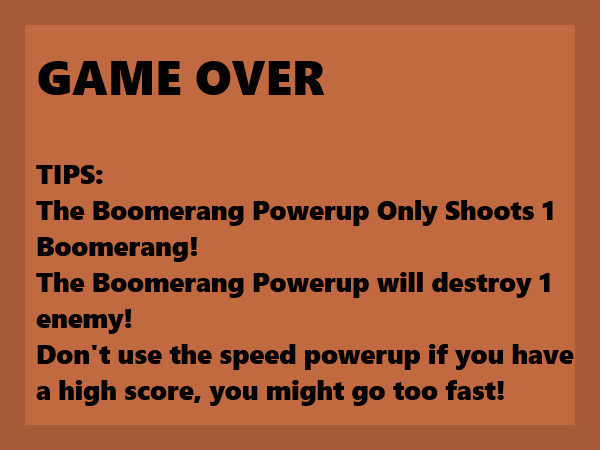 GAME OVER
TIPS:
The Boomerang Powerup Only Shoots 1
Boomerang!
The Boomerang Powerup will destroy 1
enemy!
Don't use the speed powerup if you have
a high score, you might go too fast!